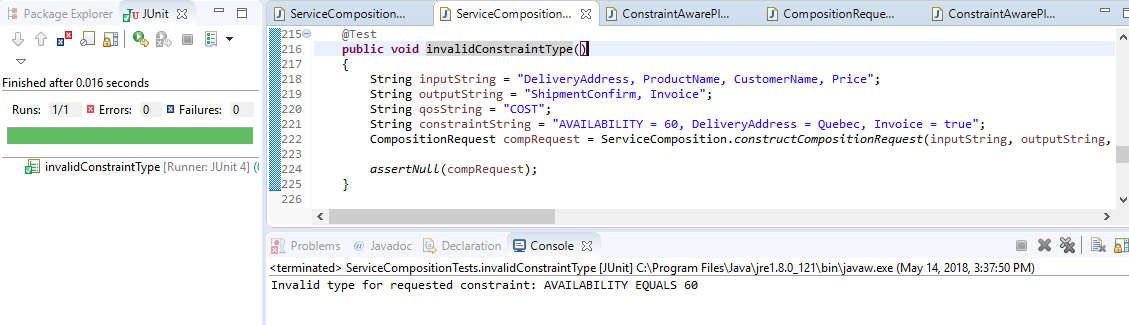 Package Explorer JUnit
Finished after 0.016 seconds
Runs: 1/1 Errors: 0 Failures: 0
invalidConstraintType [Runner: JUnit 4] (
ServiceComposition... ServiceComposition... ConstraintAwarePl... CompositionReque... ConstraintAwarePl...
215 @Test
216 public void invalidConstraintType()
217 {
218 String inputString = "DeliveryAddress, ProductName, CustomerName, Price";
219 String outputString = "ShipmentConfirm, Invoice";
220 String qosString = "COST";
221 String constraintString = "AVAILABILITY = 60, DeliveryAddress = Quebec, Invoice = true";
222 CompositionRequest compRequest = ServiceComposition.constructCompositionRequest(inputString, outputString,
223
224 assertNull(compRequest);
225 }
226
Problems @ Javadoc Declaration Console
<terminated> ServiceCompositionTests.invalidConstraintType [JUnit] C:\Program Files\Java\jre1.8.0_121\bin\javaw.exe (May 14, 2018, 3:37:50 PM)
Invalid type for requested constraint: AVAILABILITY EQUALS 60